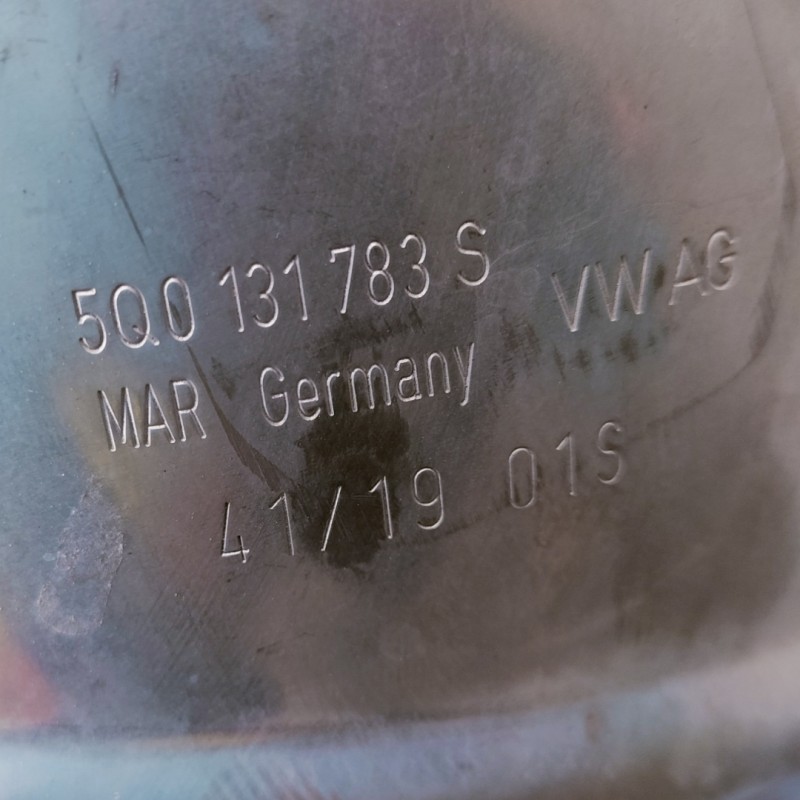 5Q0 131 783 S VW AG
MAR Germany
41/19 01S